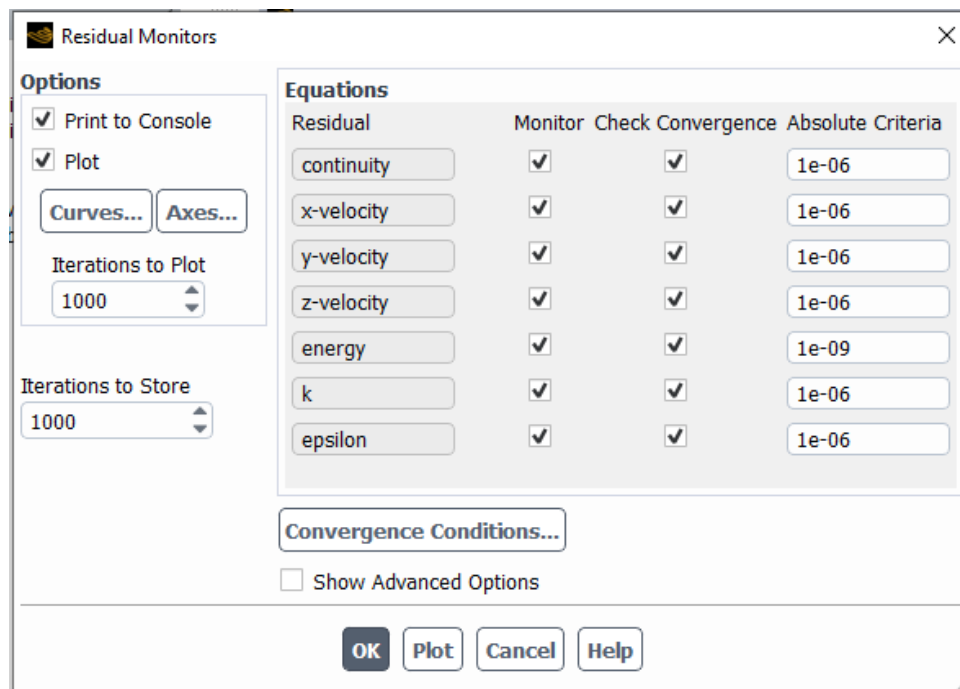 Residual Monitors
Options
Print to Console
Plot
Curves... Axes...
Iterations to Plot
1000
Iterations to Store
1000
Equations
Residual Monitor Check Convergence Absolute Criteria
continuity 1e-06
x-velocity 1e-06
y-velocity 1e-06
z-velocity 1e-06
energy 1e-09
k 1e-06
epsilon 1e-06
Convergence Conditions...
Show Advanced Options
OK Plot Cancel Help